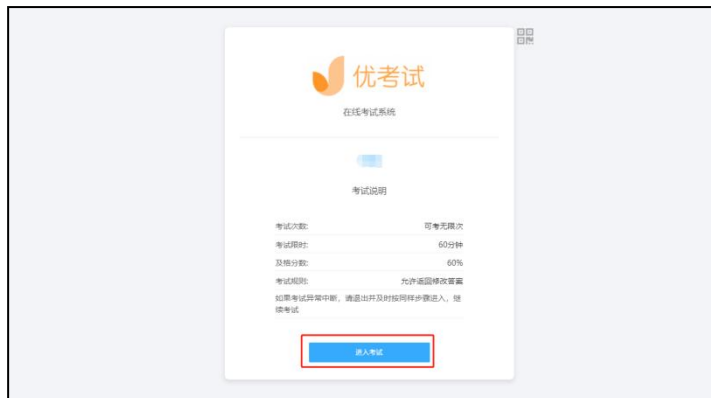 优考试
在线考试系统
考试说明
考试次数: 可考无限次
考试限时: 60分钟
及格分数: 60%
考试规则: 允许返回修改答案
如果考试异常中断，请退出并及时按同样步骤进入，继
续考试
进入考试